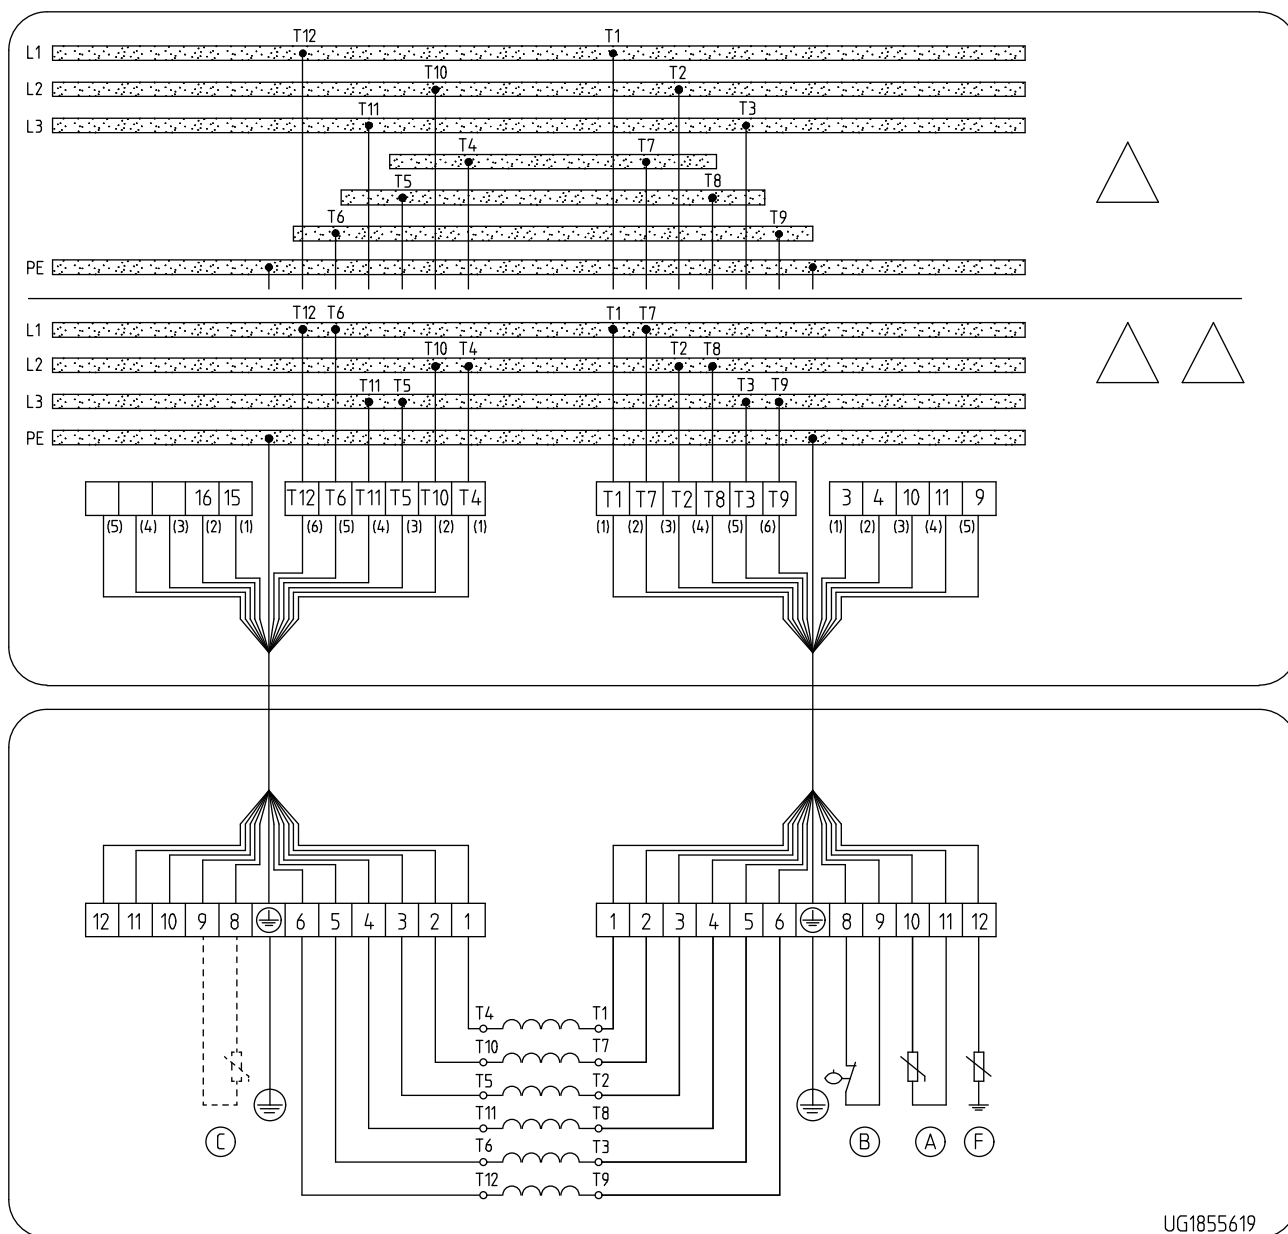 T12 T1
L1
T10 T2
L2
T11 T3
L3
T4 T7
T5 T8
T6 T9
PE
T12 T6 T1 T7
L1
T10 T4 T2 T8
L2
T11 T5 T3 T9
L3
PE
16 15 T12 T6 T11 T5 T10 T4 T1 T7 T2 T8 T3 T9 3 4 10 11 9
(5) (4) (3) (2) (1) (6) (5) (4) (3) (2) (1) (1) (2) (3) (4) (5) (6) (1) (2) (3) (4) (5)
12 11 10 9 8 6 5 4 3 2 1 1 2 3 4 5 6 8 9 10 11 12
T4 T1
T10 T7
T5 T2
T11 T8
T6 T3
T12 T9
C B A F
UG1855619